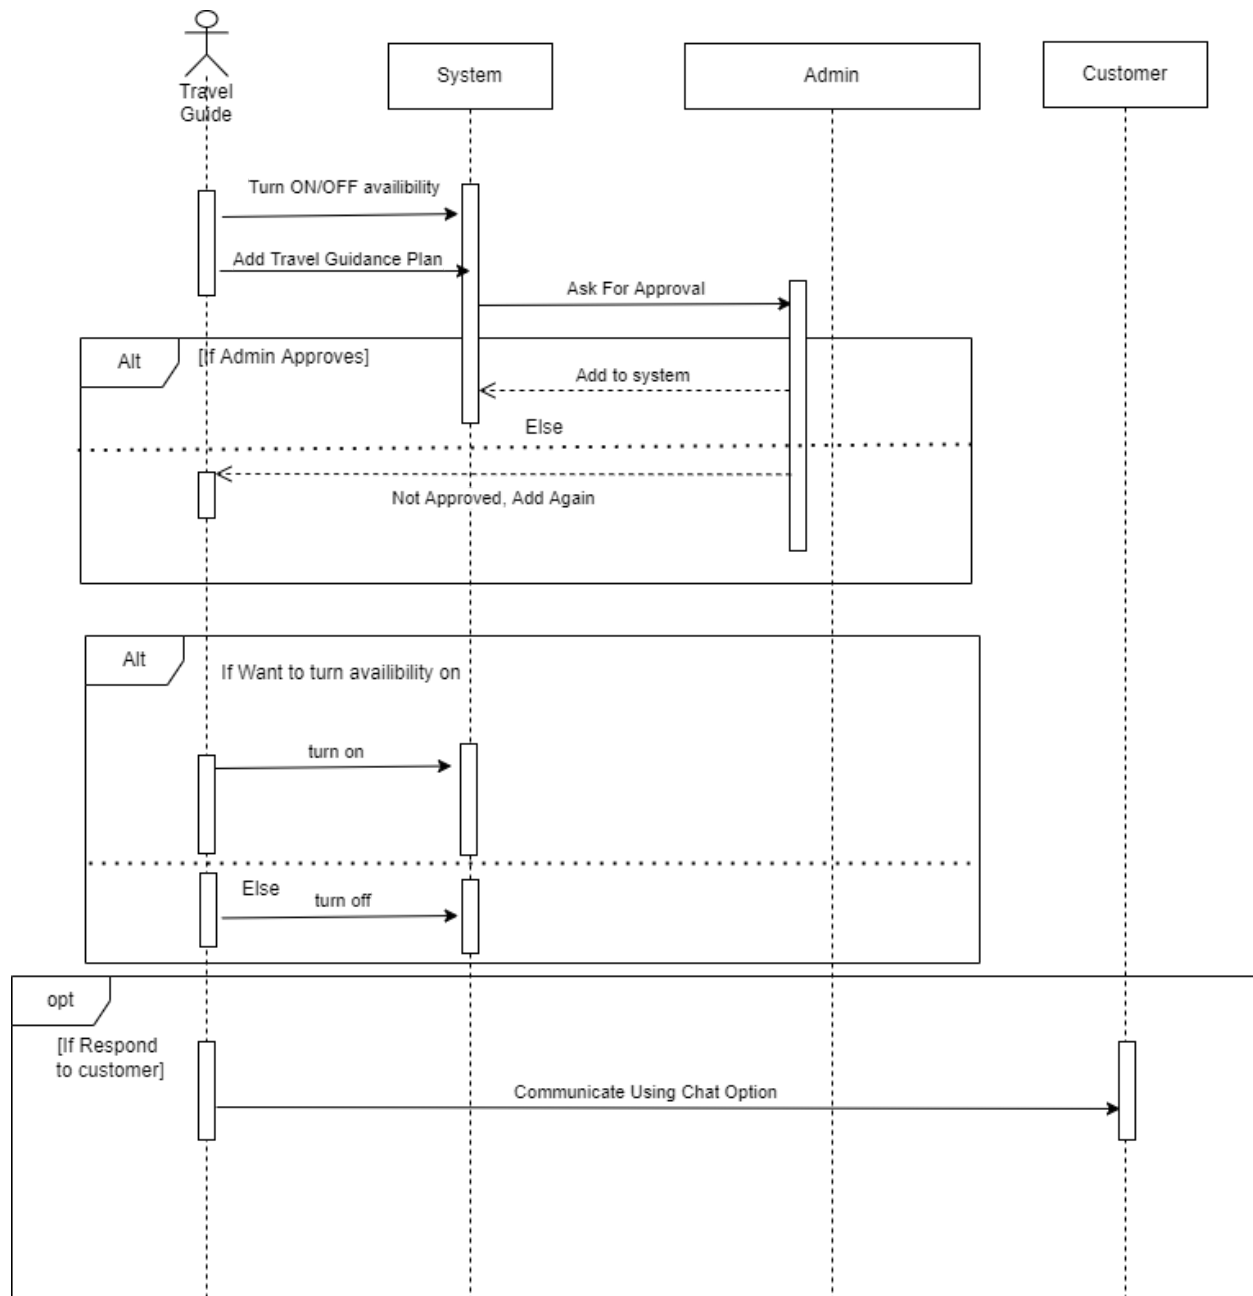 Travel
Guide
System
Admin
Customer
Turn ON/OFF availibility
Add Travel Guidance Plan
Ask For Approval
Alt
[If Admin Approves]
Add to system
Else
Not Approved, Add Again
Alt
If Want to turn availibility on
turn on
Else
turn off
opt
[If Respond
to customer]
Communicate Using Chat Option